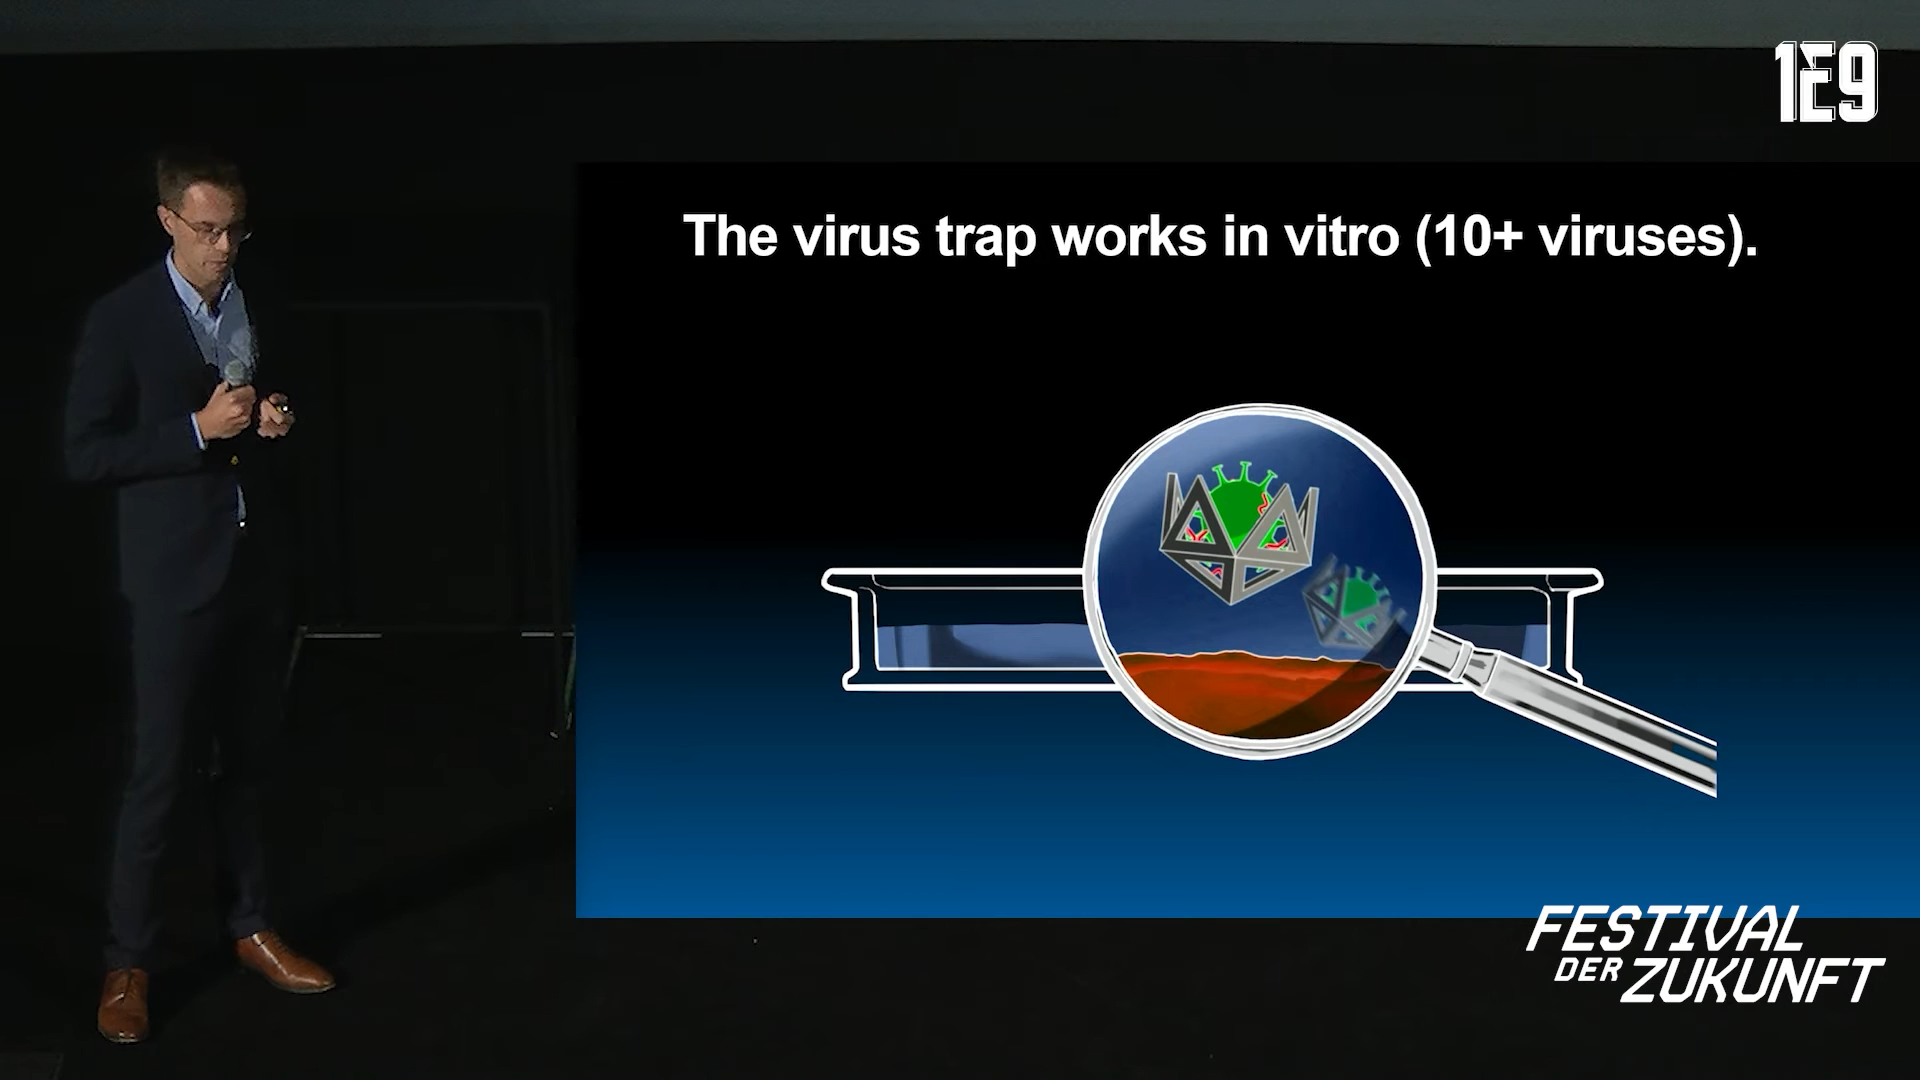 1E9
The virus trap works in vitro (10+ viruses).
FESTIVAL
DER ZUKUNFT